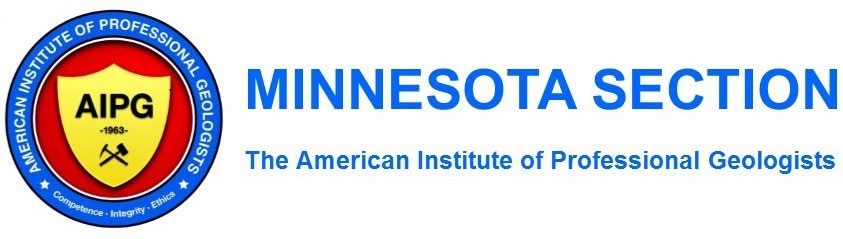 AMERICAN INSTITUTE OF PROFESSIONAL GEOLOGISTS
AIPG
-1963-
Competence · Integrity · Ethics
MINNESOTA SECTION
The American Institute of Professional Geologists